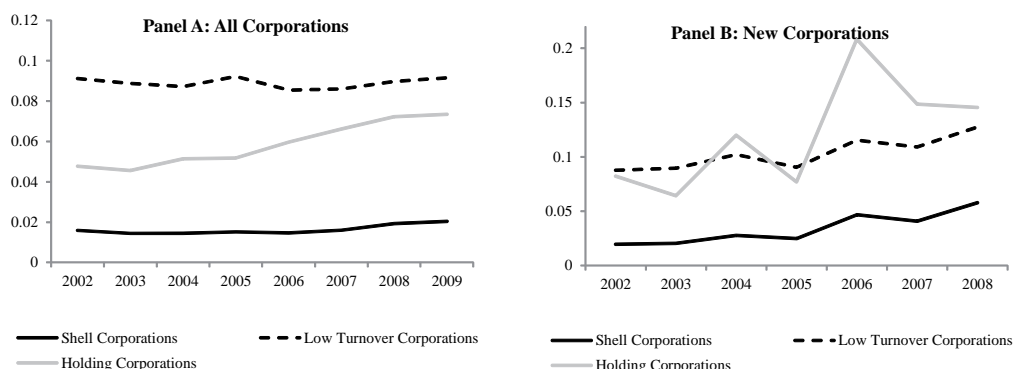 Panel A: All Corporations
0.12
0.1
0.08
0.06
0.04
0.02
0
2002 2003 2004 2005 2006 2007 2008 2009
Shell Corporations Low Turnover Corporations
Holding Corporations
Panel B: New Corporations
0.2
0.15
0.1
0.05
0
2002 2003 2004 2005 2006 2007 2008
Shell Corporations Low Turnover Corporations
Holding Corporations